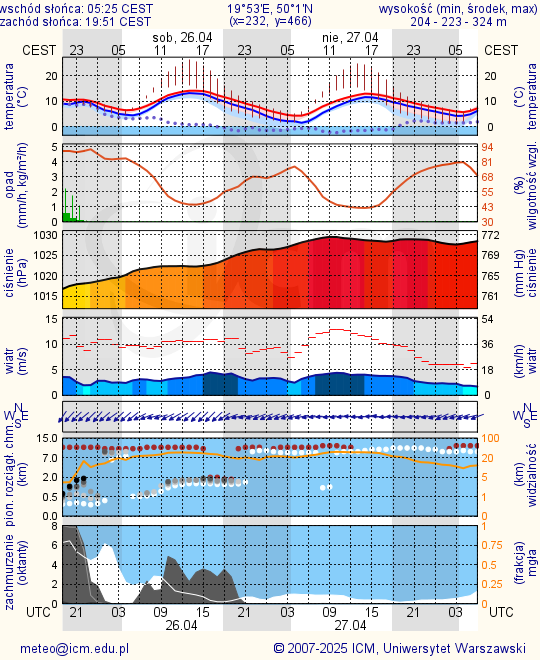 wschód słońca: 05:25 CEST 19°53'E, 50°1'N wysokość (min, środek, max)
zachód słońca: 19:51 CEST (x=232, y=466) 204 - 223 - 324 m
sob, 26.04 nie, 27.04
CEST 23 05 11 17 23 05 11 17 23 05 CEST
temperatura
(°C)
20
10
0
20
10
0
(°C)
temperatura
opad
(mm/h, kg/m²/h)
5
4
3
2
1
0
94
81
68
55
43
30
(%)
wilgotność wzgl.
ciśnienie
(hPa)
1030
1025
1020
1015
772
769
765
761
(mm Hg)
ciśnienie
wiatr
(m/s)
15
10
5
0
54
36
18
0
(km/h)
wiatr
N
W E
S
N
W E
S
pion. rozciągł. chm.
(km)
15.0
7.0
2.0
0.5
0.0
100
20
5
1
0
(km)
widzialność
zachmurzenie
(oktanty)
8
6
4
2
0
1
0.75
0.5
0.25
0
(frakcja)
mgła
UTC 21 03 09 15 21 03 09 15 21 03 UTC
26.04 27.04
meteo@icm.edu.pl © 2007-2025 ICM, Uniwersytet Warszawski